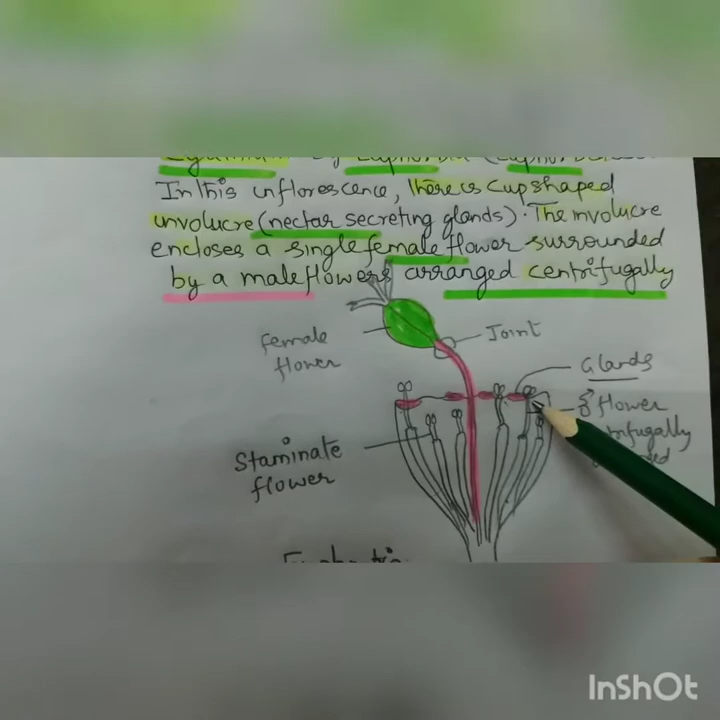 In this inflorescence, there is cup shaped
involucre (nectar secreting glands). The involucre
encloses a single female flower surrounded
by a male flowers arranged centrifugally
Female
flower
Joint
Glands
♂ flower
Staminate
flower
InShOt